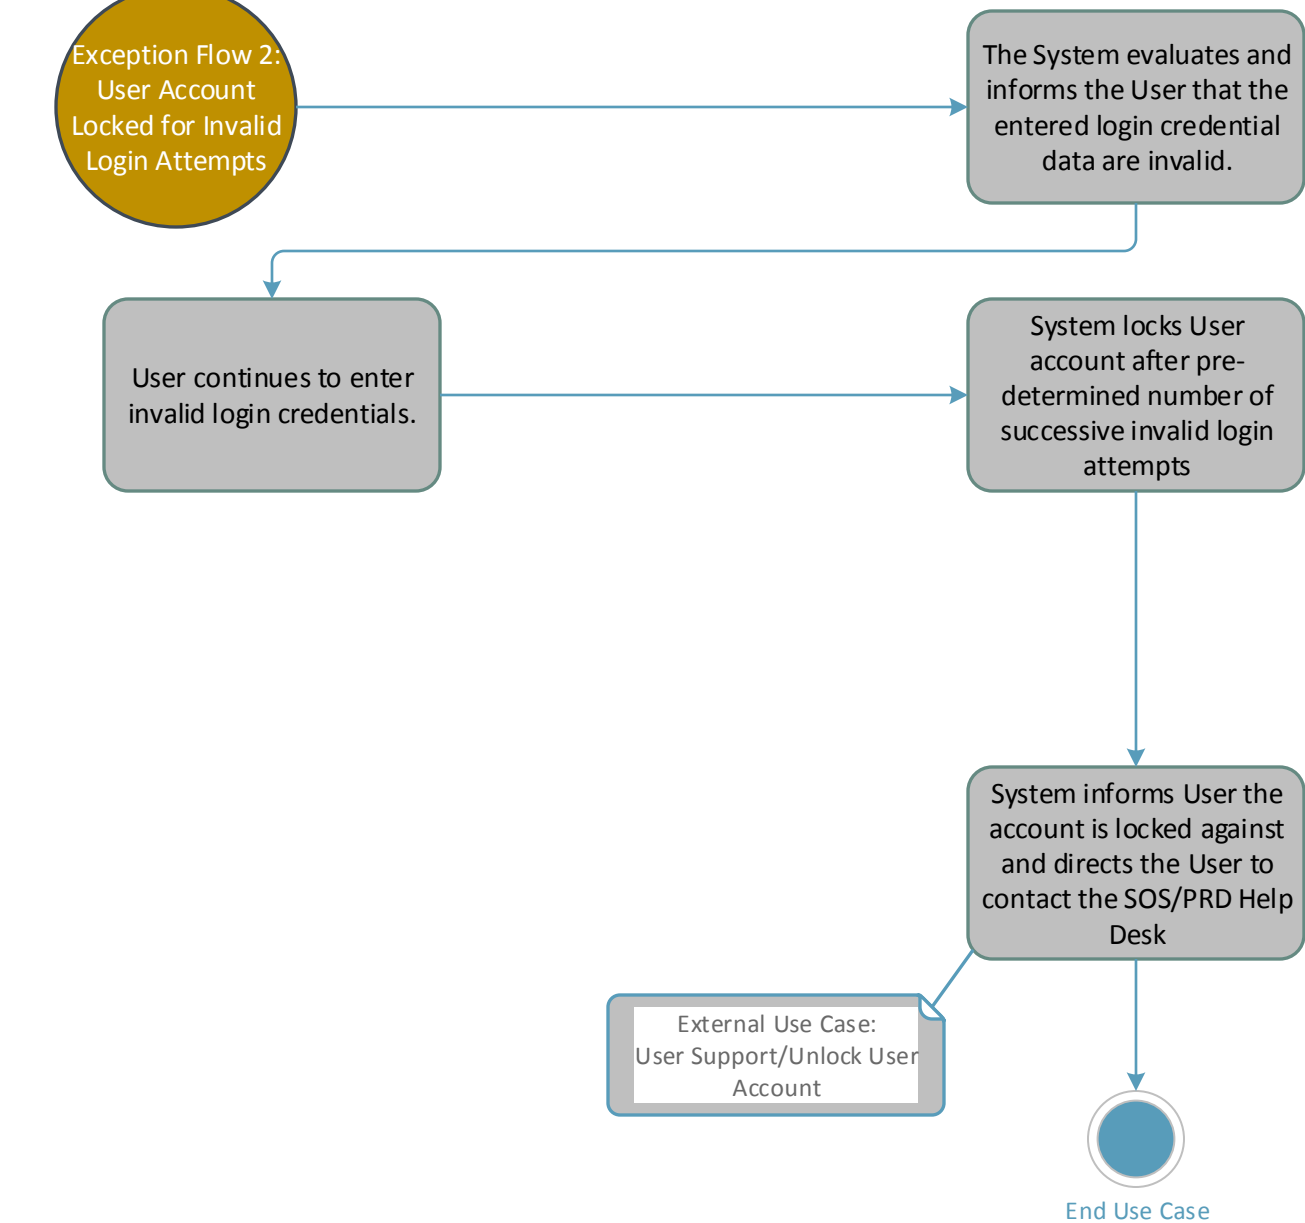 Exception Flow 2:
User Account
Locked for Invalid
Login Attempts
The System evaluates and
informs the User that the
entered login credential
data are invalid.
User continues to enter
invalid login credentials.
System locks User
account after pre-
determined number of
successive invalid login
attempts
System informs User the
account is locked against
and directs the User to
contact the SOS/PRD Help
Desk
External Use Case:
User Support/Unlock User
Account
End Use Case